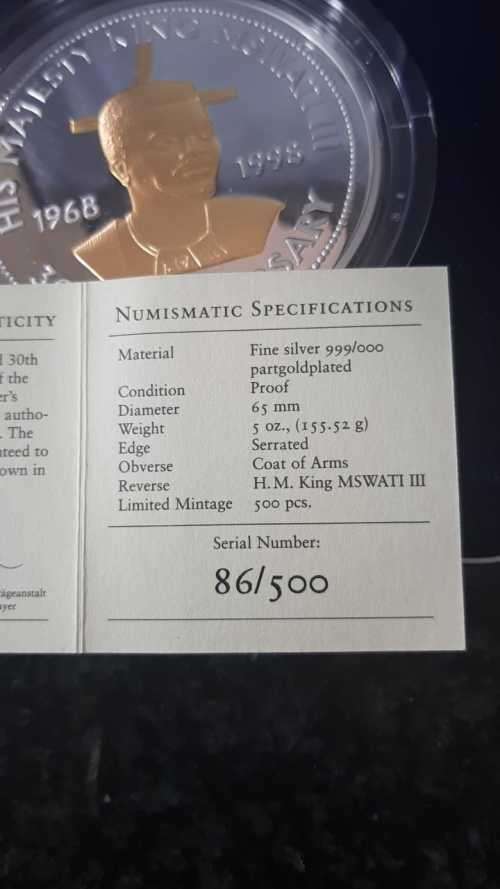 HIS MAJESTY KING MSWATI III
1968
1998
SARY
TICITY
30th
f the
er's
autho-
. The
nteed to
own in
ägeanstalt
ayer
NUMISMATIC SPECIFICATIONS
Material Fine silver 999/000
partgoldplated
Condition Proof
Diameter 65 mm
Weight 5 oz., (155.52 g)
Edge Serrated
Obverse Coat of Arms
Reverse H. M. King MSWATI III
Limited Mintage 500 pcs.
Serial Number:
86/500